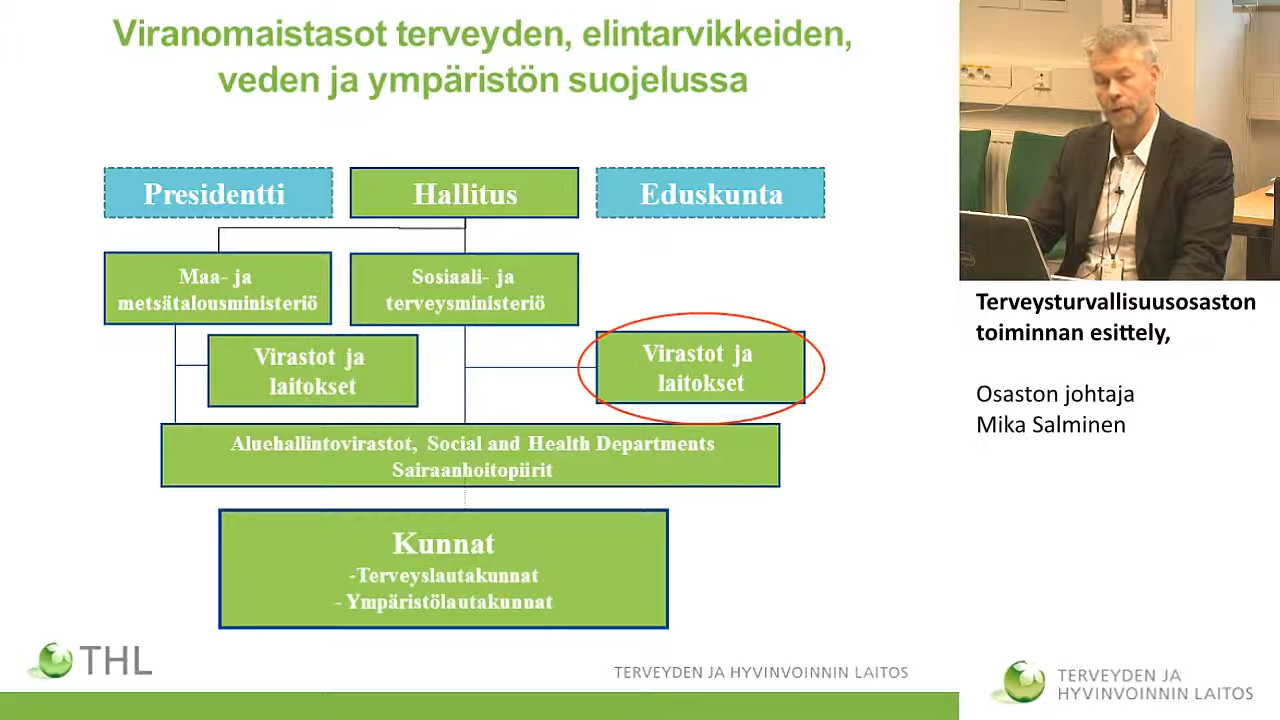 Viranomaistasot terveyden, elintarvikkeiden,
veden ja ympäristön suojelussa
Presidentti
Hallitus
Eduskunta
Maa- ja
metsätalousministeriö
Sosiaali- ja
terveysministeriö
Virastot ja
laitokset
Virastot ja
laitokset
Aluehallintovirastot, Social and Health Departments
Sairaanhoitopiirit
Kunnat
-Terveyslautakunnat
- Ympäristölautakunnat
THL
TERVEYDEN JA HYVINVOINNIN LAITOS
Terveysturvallisuusosaston
toiminnan esittely,
Osaston johtaja
Mika Salminen
TERVEYDEN JA
HYVINVOINNIN LAITOS